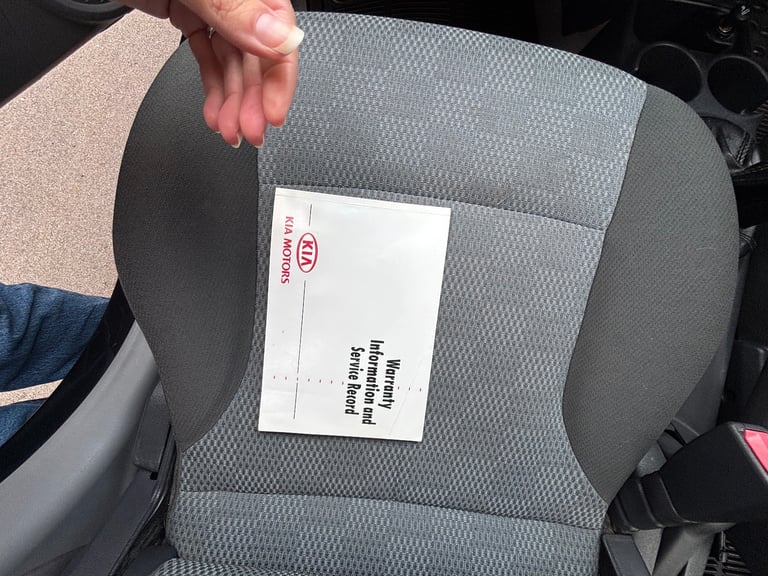 KIA
KIA MOTORS
Warranty
Information and
Service Record